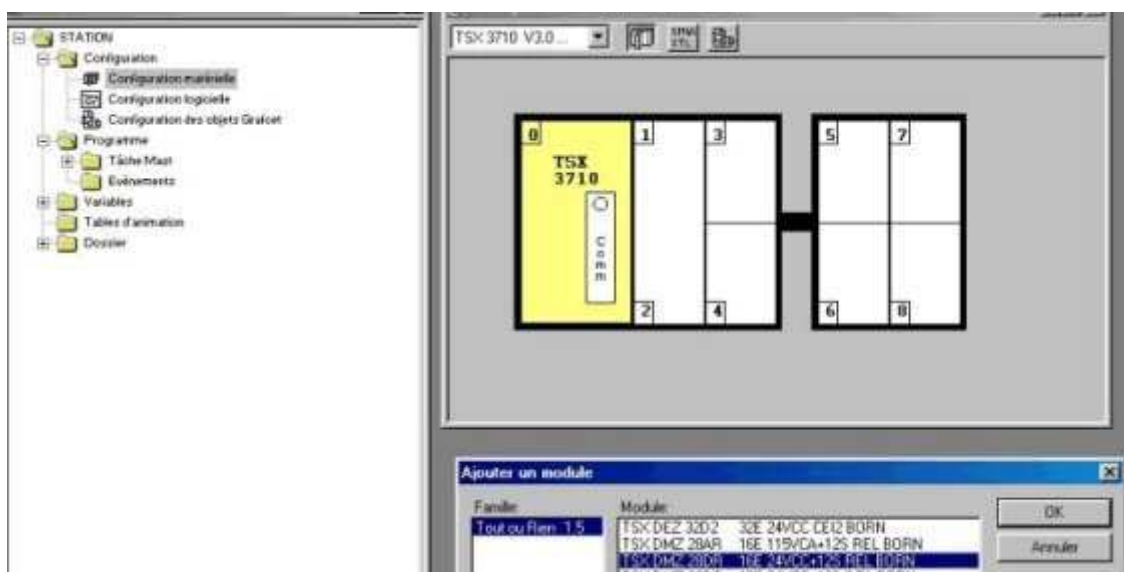 STATION
Configuration
Configuration matérielle
Configuration logicielle
Configuration des objets Grafcet
Programme
Tâche Mast
Evénements
Variables
Tables d'animation
Dossier
TSX 3710 V3.0...
0
1
3
5
7
TSX
3710
Comm
2
4
6
8
Ajouter un module
Famille:
Module:
Tout ou Rien 1.5
TSX DEZ 32D2 32E 24VCC CEI2 BORN
TSX DMZ 28AR 16E 115VCA+12S REL BORN
TSX DMZ 28DR 16E 24VCC+12S REL BORN
OK
Annuler